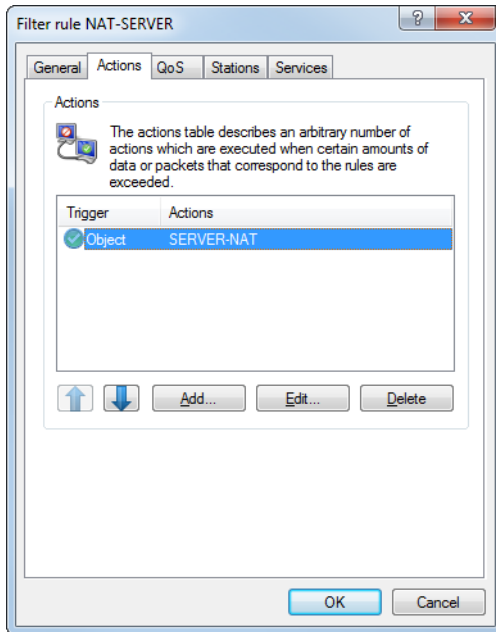 Filter rule NAT-SERVER
General Actions QoS Stations Services
Actions
The actions table describes an arbitrary number of
actions which are executed when certain amounts of
data or packets that correspond to the rules are
exceeded.
Trigger Actions
Object SERVER-NAT
Add... Edit... Delete
OK Cancel